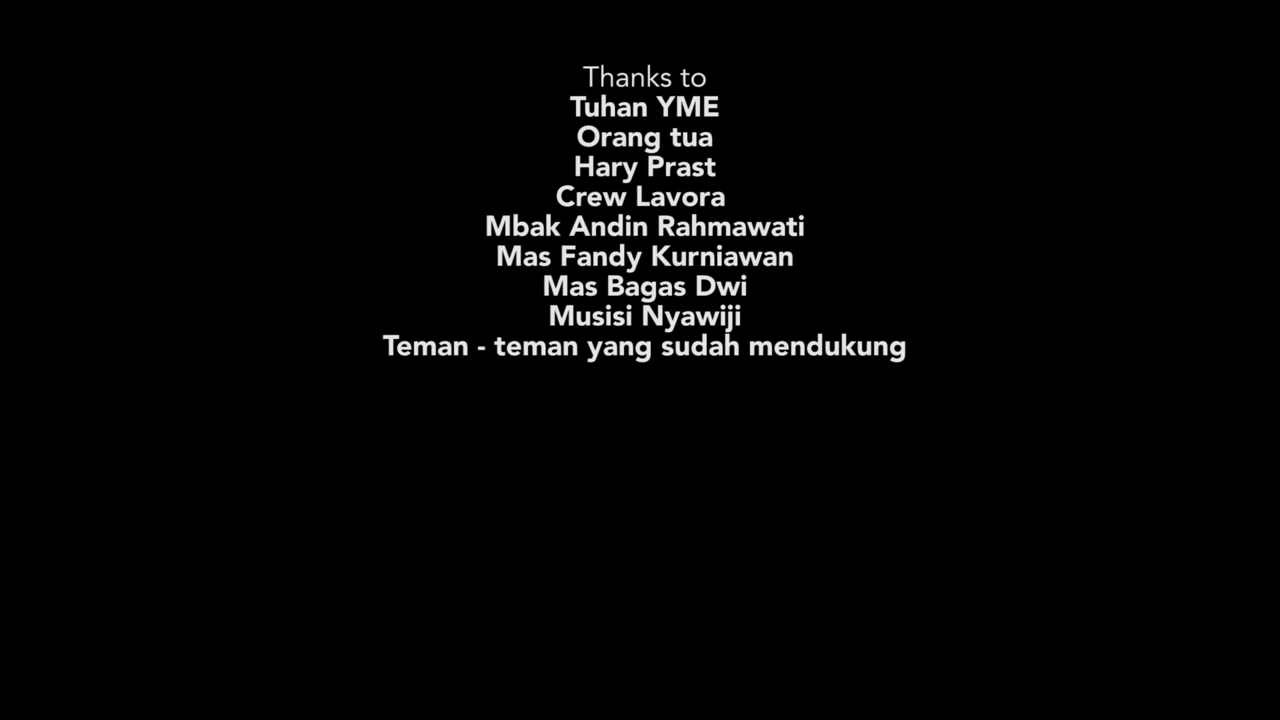 Thanks to
Tuhan YME
Orang tua
Hary Prast
Crew Lavora
Mbak Andin Rahmawati
Mas Fandy Kurniawan
Mas Bagas Dwi
Musisi Nyawiji
Teman - teman yang sudah mendukung